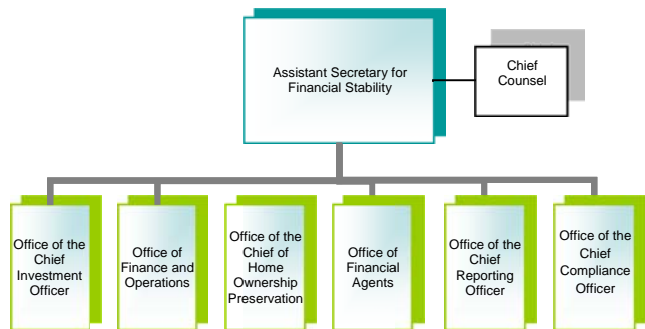 Assistant Secretary for
Financial Stability
Chief
Counsel
Office of the
Chief
Investment
Officer
Office of
Finance and
Operations
Office of the
Chief of
Home
Ownership
Preservation
Office of
Financial
Agents
Office of the
Chief
Reporting
Officer
Office of the
Chief
Compliance
Officer